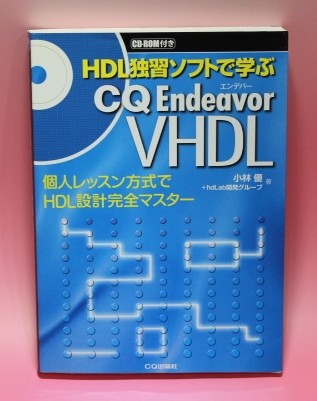 CD-ROM付き
HDL独習ソフトで学ぶ
エンデバー
CQ Endeavor
VHDL
小林 優 著
+hdLab開発グループ
個人レッスン方式で
HDL設計完全マスター
CQ出版社